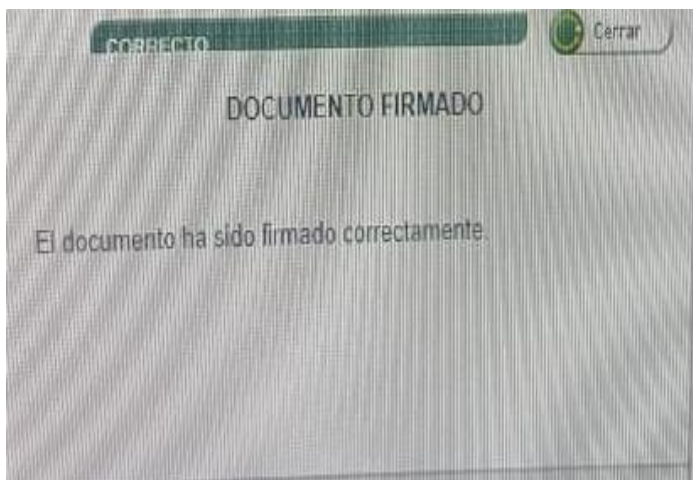 CORRECTO
Cerrar
DOCUMENTO FIRMADO
El documento ha sido firmado correctamente.